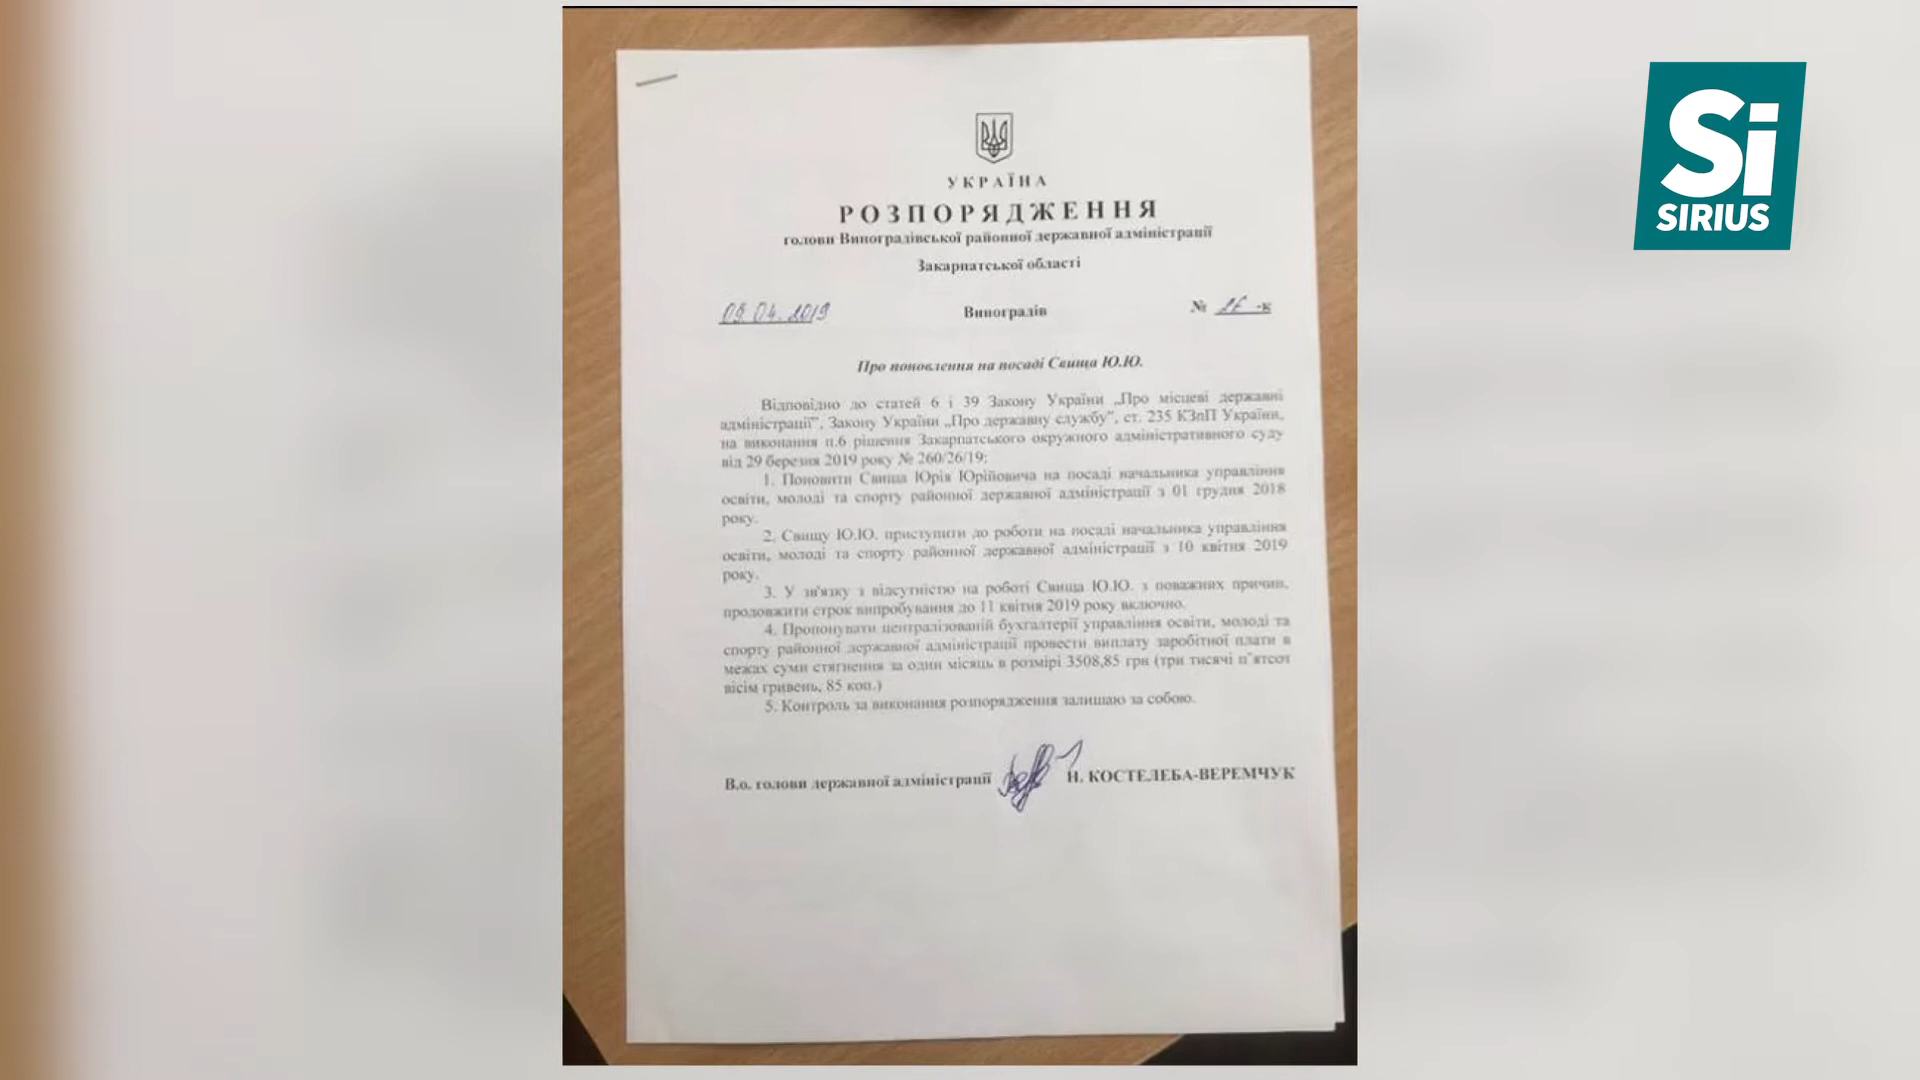 УКРАЇНА
РОЗПОРЯДЖЕННЯ
голови Виноградівської районної державної адміністрації
Закарпатської області
09.04.2019 Виноградів № -к
Про поновлення на посаді Свища Ю.Ю.
Відповідно до статей 6 і 39 Закону України „Про місцеві державні
адміністрації”, Закону України „Про державну службу”, ст. 235 КЗпП України,
на виконання п.6 рішення Закарпатського окружного адміністративного суду
від 29 березня 2019 року № 260/26/19:
1. Поновити Свища Юрія Юрійовича на посаді начальника управління
освіти, молоді та спорту районної державної адміністрації з 01 грудня 2018
року.
2. Свищу Ю.Ю. приступити до роботи на посаді начальника управління
освіти, молоді та спорту районної державної адміністрації з 10 квітня 2019
року.
3. У зв'язку з відсутністю на роботі Свища Ю.Ю. з поважних причин,
продовжити строк випробування до 11 квітня 2019 року включно.
4. Пропонувати централізованій бухгалтерії управління освіти, молоді та
спорту районної державної адміністрації провести виплату заробітної плати в
межах суми стягнення за один місяць в розмірі 3508,85 грн (три тисячі п'ятсот
вісім гривень, 85 коп.)
5. Контроль за виконання розпорядження залишаю за собою.
В.о. голови державної адміністрації Н. КОСТЕЛЕБА-ВЕРЕМЧУК
Si
SIRIUS